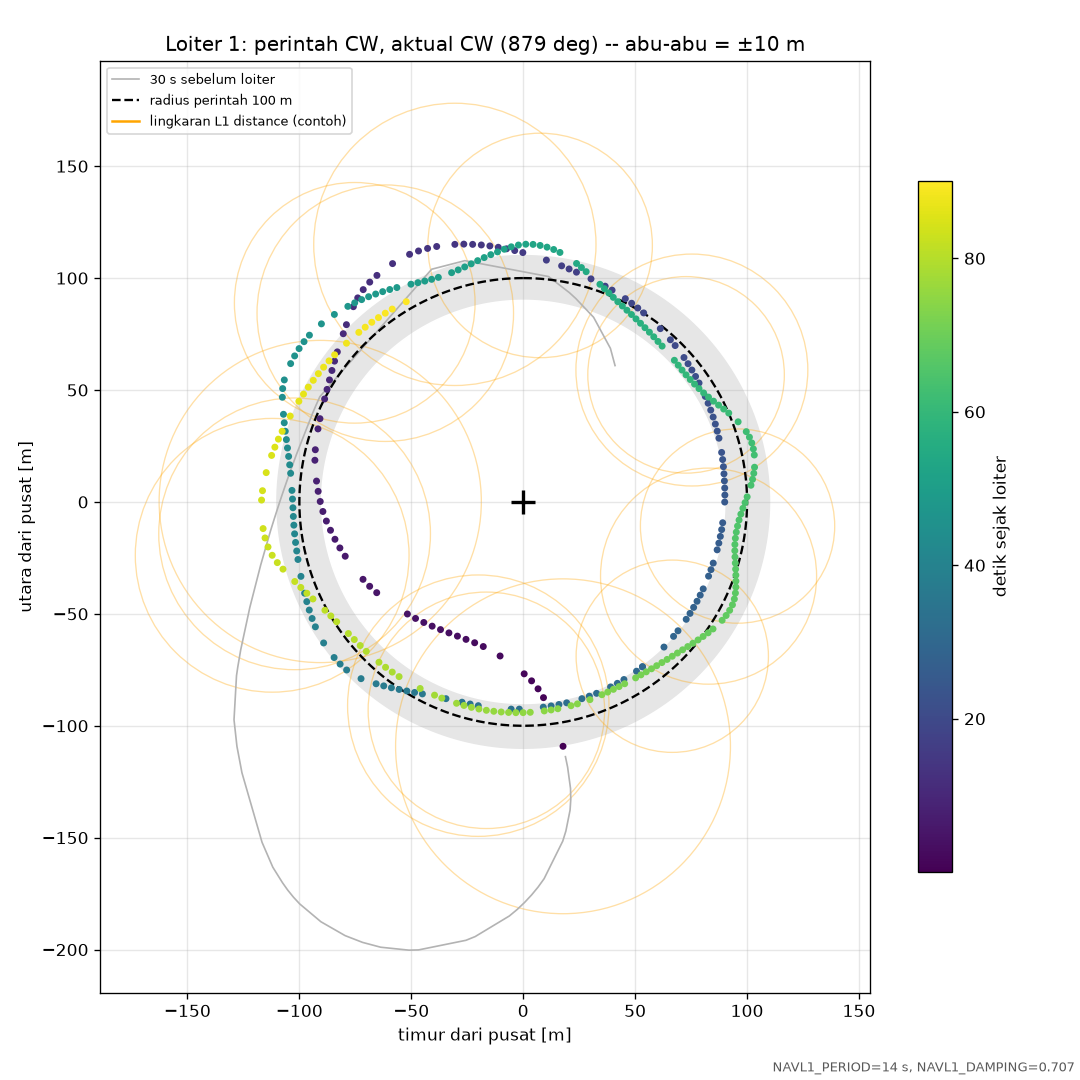 Loiter 1: perintah CW, aktual CW (879 deg) -- abu-abu = ±10 m
30 s sebelum loiter
radius perintah 100 m
lingkaran L1 distance (contoh)
150
100
50
0
−50
−100
−150
−200
utara dari pusat [m]
−150
−100
−50
0
50
100
150
timur dari pusat [m]
80
60
40
20
detik sejak loiter
NAVL1_PERIOD=14 s, NAVL1_DAMPING=0.707